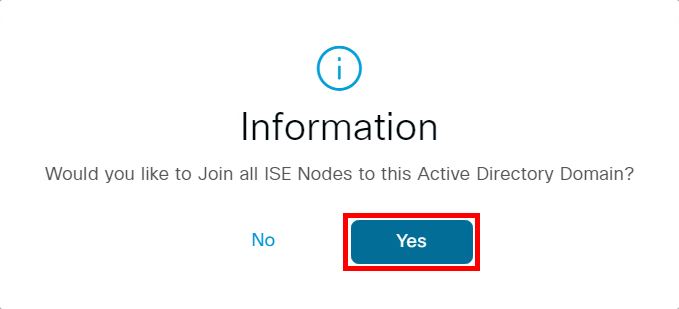 Information
Would you like to Join all ISE Nodes to this Active Directory Domain?
No
Yes